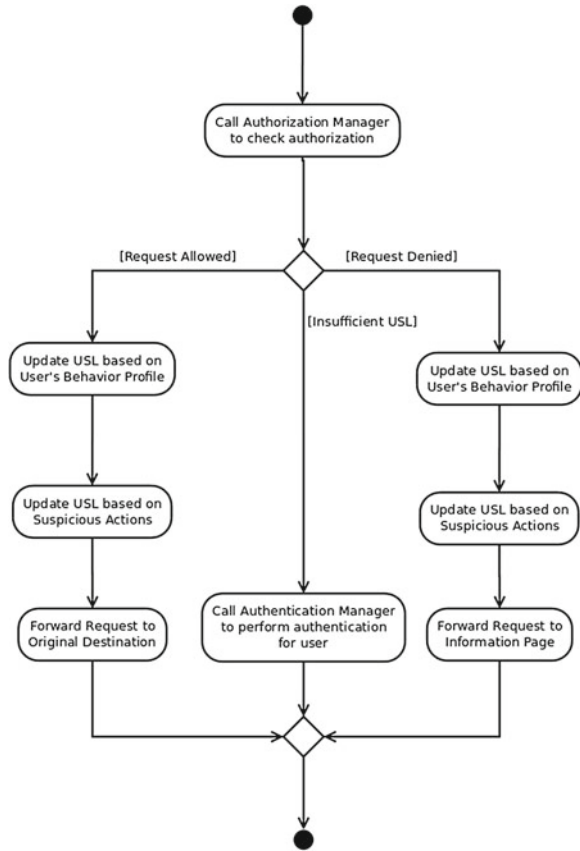 Call Authorization Manager
to check authorization
[Request Allowed]
[Request Denied]
[Insufficient USL]
Update USL based on
User's Behavior Profile
Update USL based on
User's Behavior Profile
Update USL based on
Suspicious Actions
Update USL based on
Suspicious Actions
Forward Request to
Original Destination
Call Authentication Manager
to perform authentication
for user
Forward Request to
Information Page